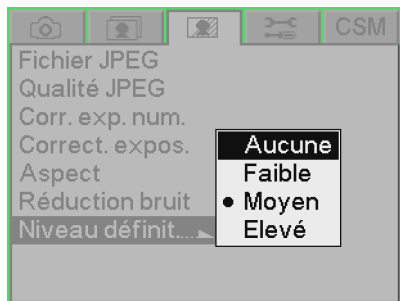 CSM
Fichier JPEG
Qualité JPEG
Corr. exp. num.
Correct. expos.
Aspect
Réduction bruit
Niveau définit....
Aucune
Faible
Moyen
Elevé